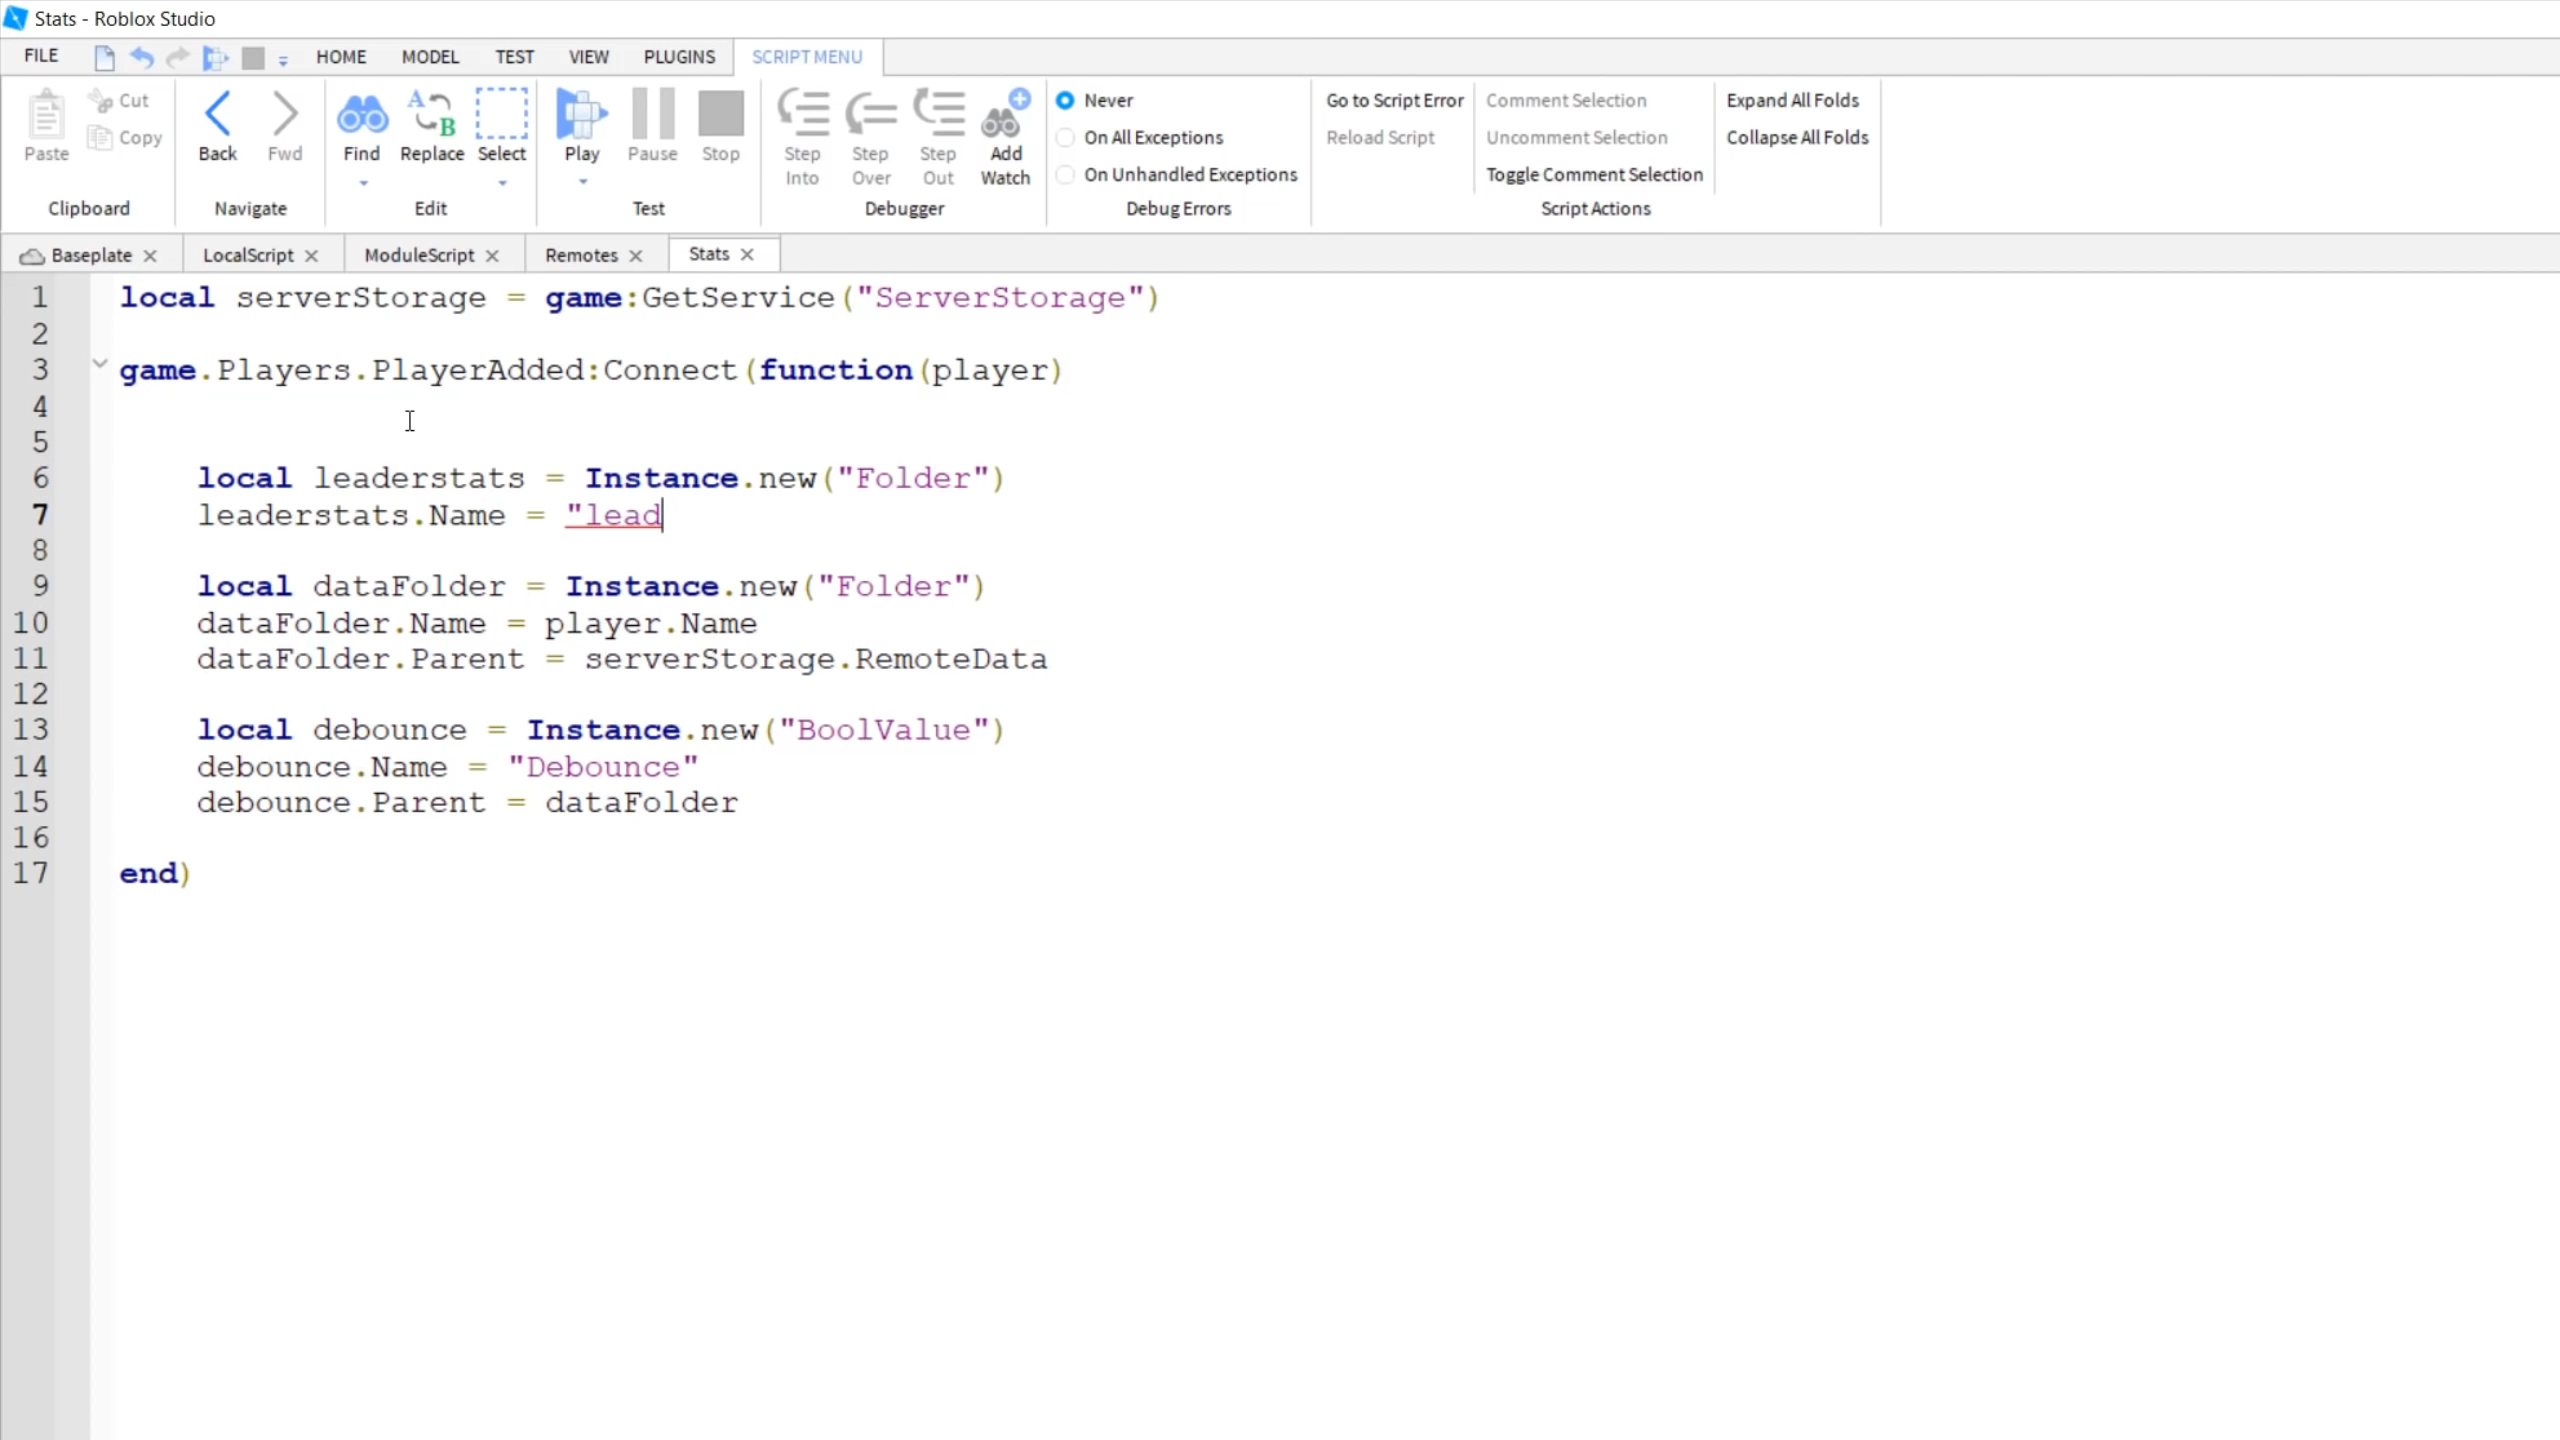 Stats - Roblox Studio
FILE HOME MODEL TEST VIEW PLUGINS SCRIPT MENU
Paste Cut Copy Back Fwd Find Replace Select Play Pause Stop Step Into Step Over Step Out Add Watch
Never
On All Exceptions
On Unhandled Exceptions
Go to Script Error
Reload Script
Comment Selection
Uncomment Selection
Toggle Comment Selection
Expand All Folds
Collapse All Folds
Clipboard Navigate Edit Test Debugger Debug Errors Script Actions
Baseplate LocalScript ModuleScript Remotes Stats
1 local serverStorage = game:GetService("ServerStorage")
2
3 game.Players.PlayerAdded:Connect(function(player)
4
5
6 local leaderstats = Instance.new("Folder")
7 leaderstats.Name = "lead
8
9 local dataFolder = Instance.new("Folder")
10 dataFolder.Name = player.Name
11 dataFolder.Parent = serverStorage.RemoteData
12
13 local debounce = Instance.new("BoolValue")
14 debounce.Name = "Debounce"
15 debounce.Parent = dataFolder
16
17 end)